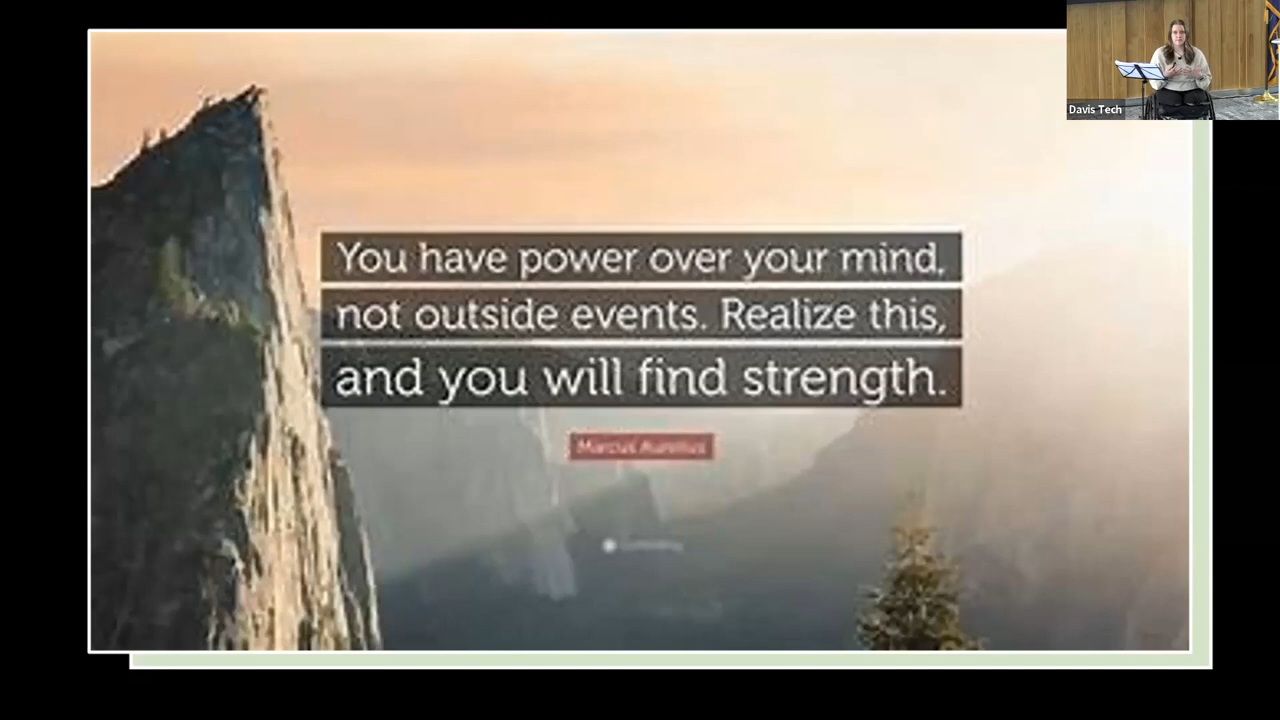 Davis Tech
You have power over your mind,
not outside events. Realize this,
and you will find strength.
Marcus Aurelius